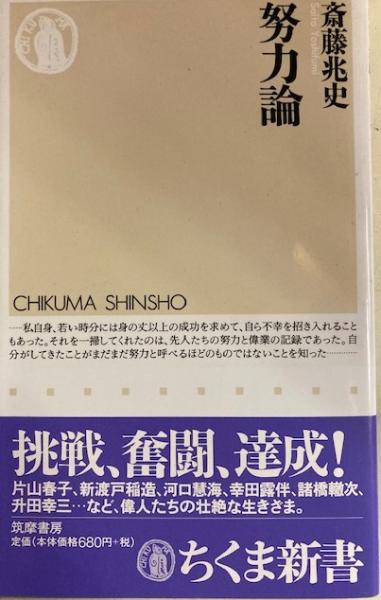 斎藤兆史
Saito Yoshifumi
努力論
CHIKUMA SHINSHO
……私自身、若い時分には身の丈以上の成功を求めて、自ら不幸を招き入れること
もあった。それを一掃してくれたのは、先人たちの努力と偉業の記録であった。自
分がしてきたことがまだまだ努力と呼べるほどのものではないことを知った…………
挑戦、奮闘、達成!
片山春子、新渡戸稲造、河口慧海、幸田露伴、諸橋轍次、
升田幸三…など、偉人たちの壮絶な生きざま。
筑摩書房
定価(本体価格680円+税)
ちくま新書